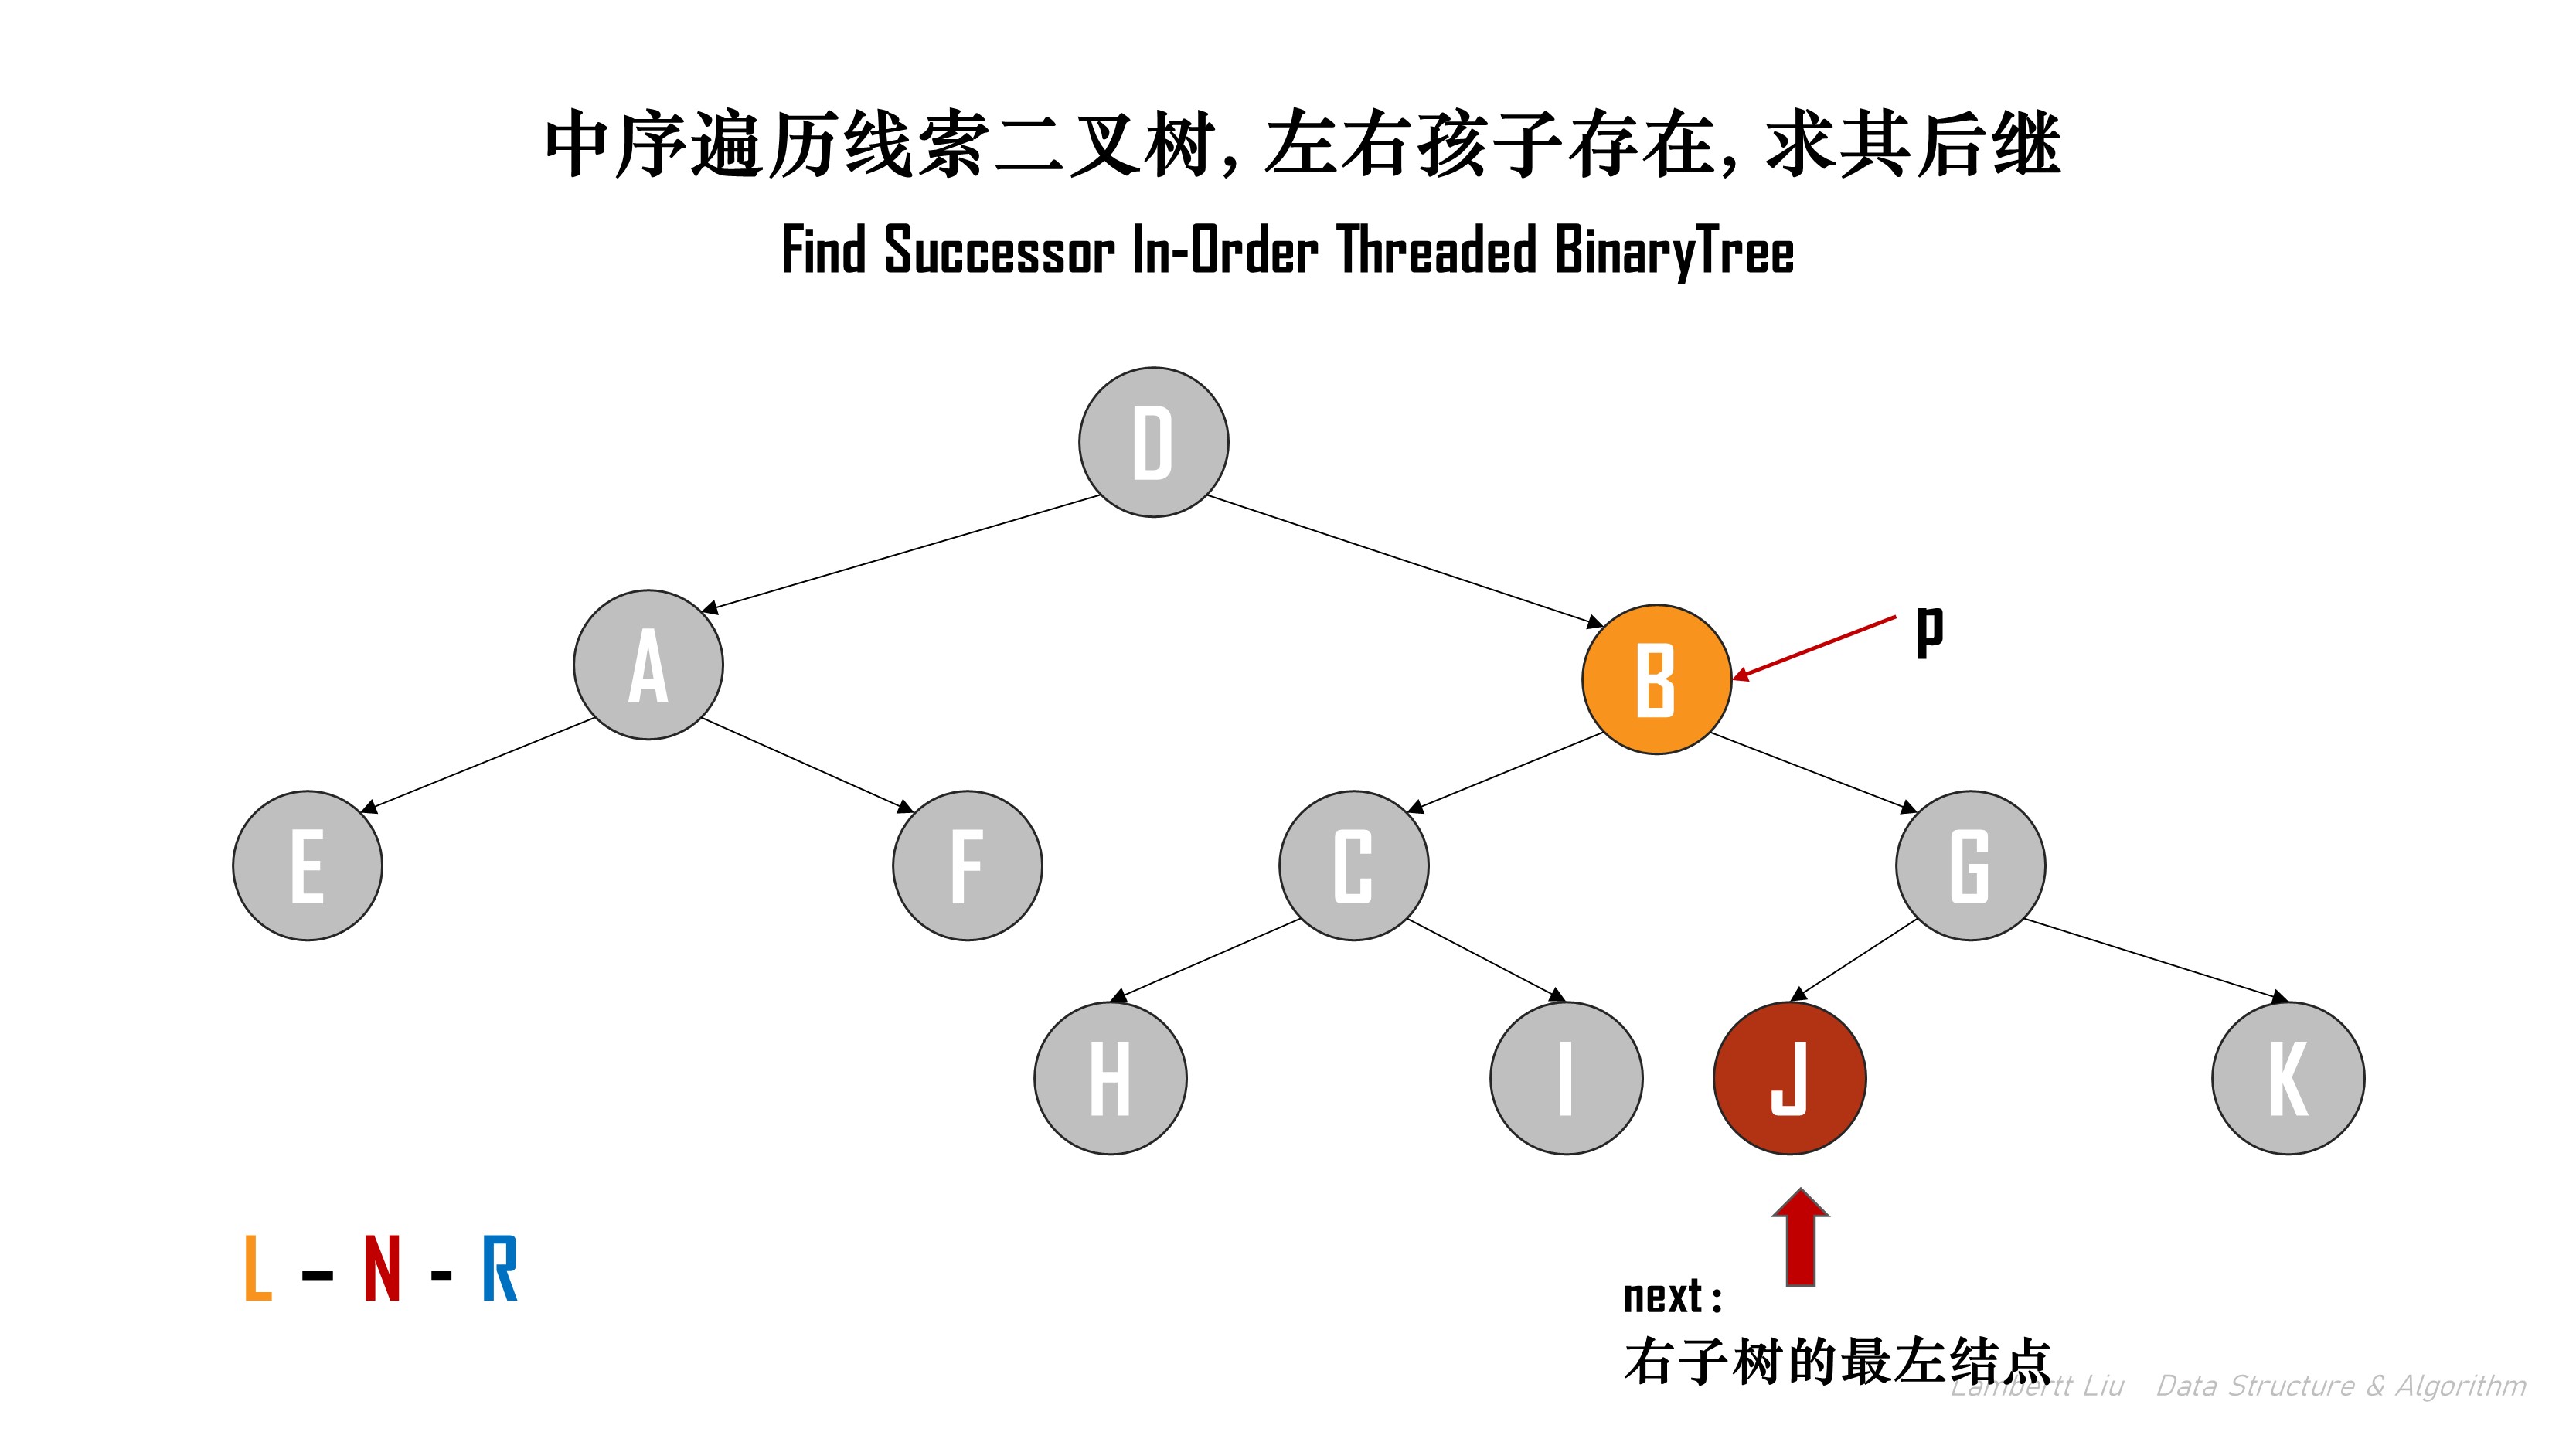 中序遍历线索二叉树, 左右孩子存在, 求其后继
Find Successor In-Order Threaded BinaryTree
D
A
B
p
E
F
C
G
H
I
J
K
L – N - R
next :
右子树的最左结点
Lambertt Liu Data Structure & Algorithm